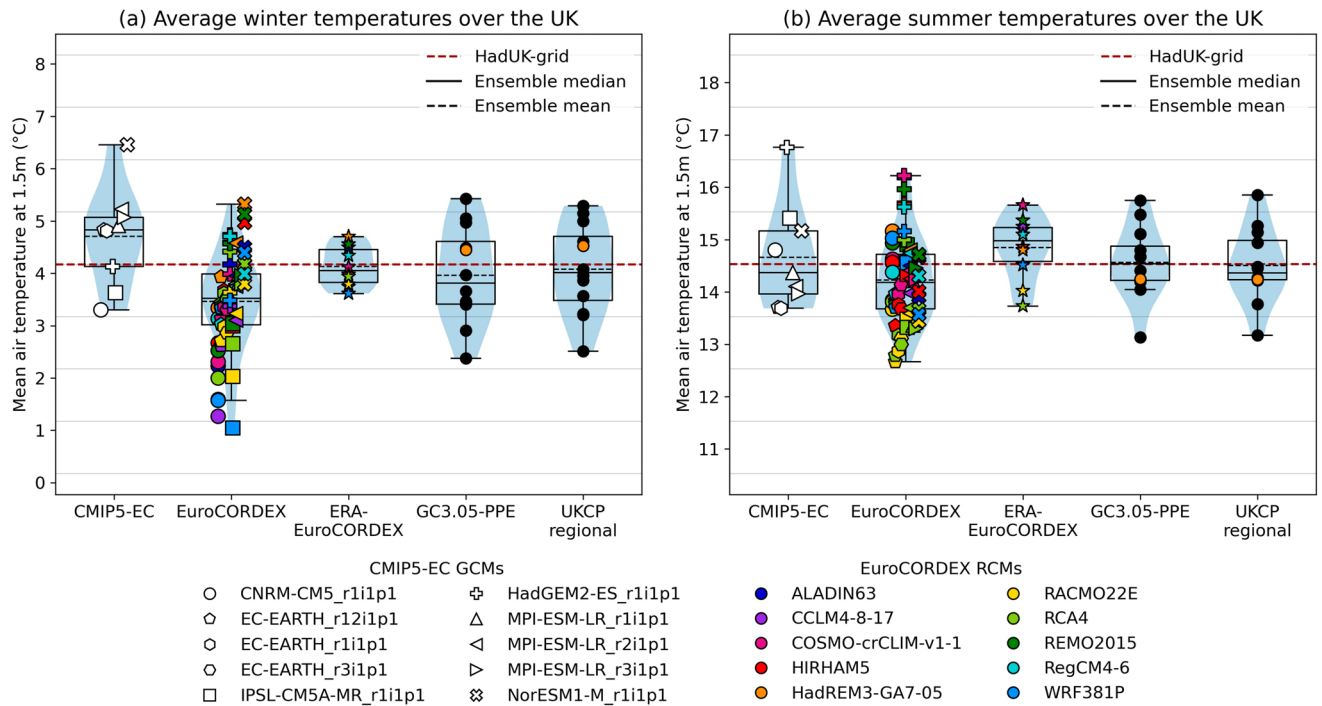 (a) Average winter temperatures over the UK
HadUK-grid
Ensemble median
Ensemble mean
Mean air temperature at 1.5m (°C)
8
7
6
5
4
3
2
1
0
CMIP5-EC
EuroCORDEX
ERA-
EuroCORDEX
GC3.05-PPE
UKCP
regional
(b) Average summer temperatures over the UK
HadUK-grid
Ensemble median
Ensemble mean
Mean air temperature at 1.5m (°C)
18
17
16
15
14
13
12
11
CMIP5-EC
EuroCORDEX
ERA-
EuroCORDEX
GC3.05-PPE
UKCP
regional
CMIP5-EC GCMs
CNRM-CM5_r1i1p1
EC-EARTH_r12i1p1
EC-EARTH_r1i1p1
EC-EARTH_r3i1p1
IPSL-CM5A-MR_r1i1p1
HadGEM2-ES_r1i1p1
MPI-ESM-LR_r1i1p1
MPI-ESM-LR_r2i1p1
MPI-ESM-LR_r3i1p1
NorESM1-M_r1i1p1
EuroCORDEX RCMs
ALADIN63
CCLM4-8-17
COSMO-crCLIM-v1-1
HIRHAM5
HadREM3-GA7-05
RACMO22E
RCA4
REMO2015
RegCM4-6
WRF381P